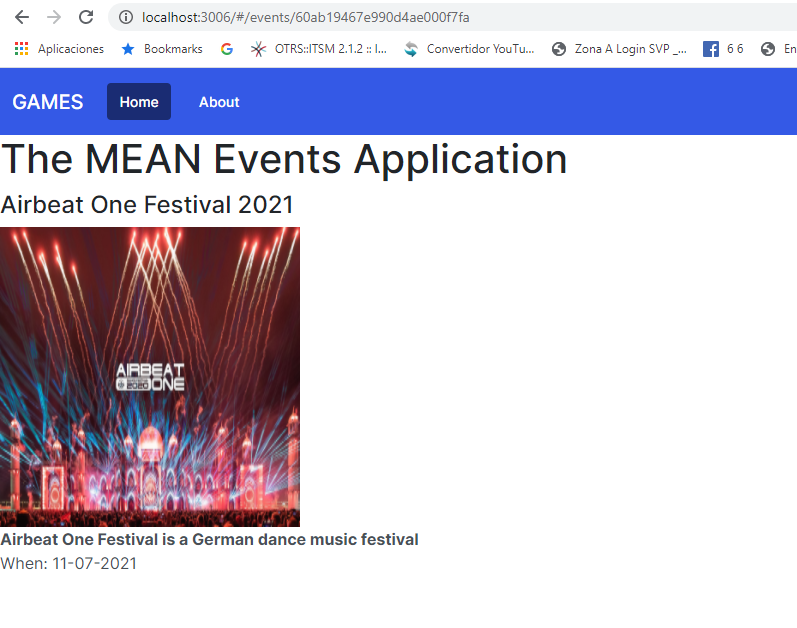 localhost:3006/#/events/60ab19467e990d4ae000f7fa
Aplicaciones Bookmarks OTRS::ITSM 2.1.2 :: I... Convertidor YouTu... Zona A Login SVP _... 6 6 En
GAMES Home About
The MEAN Events Application
Airbeat One Festival 2021
AIRBEAT
2020 ONE
Airbeat One Festival is a German dance music festival
When: 11-07-2021